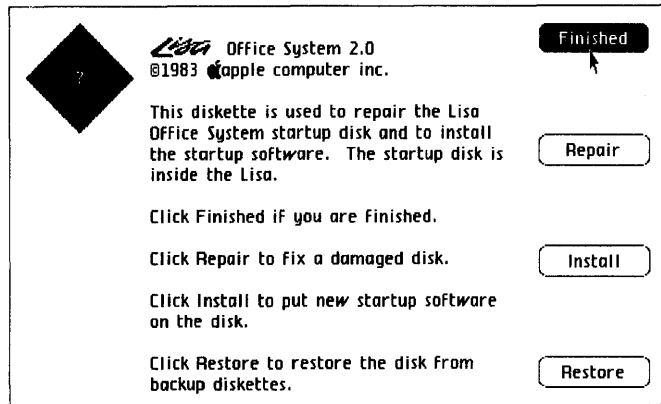 ?
Lisa Office System 2.0
©1983 apple computer inc.
Finished
This diskette is used to repair the Lisa
Office System startup disk and to install
the startup software. The startup disk is
inside the Lisa.
Repair
Click Finished if you are finished.
Click Repair to fix a damaged disk.
Install
Click Install to put new startup software
on the disk.
Click Restore to restore the disk from
backup diskettes.
Restore